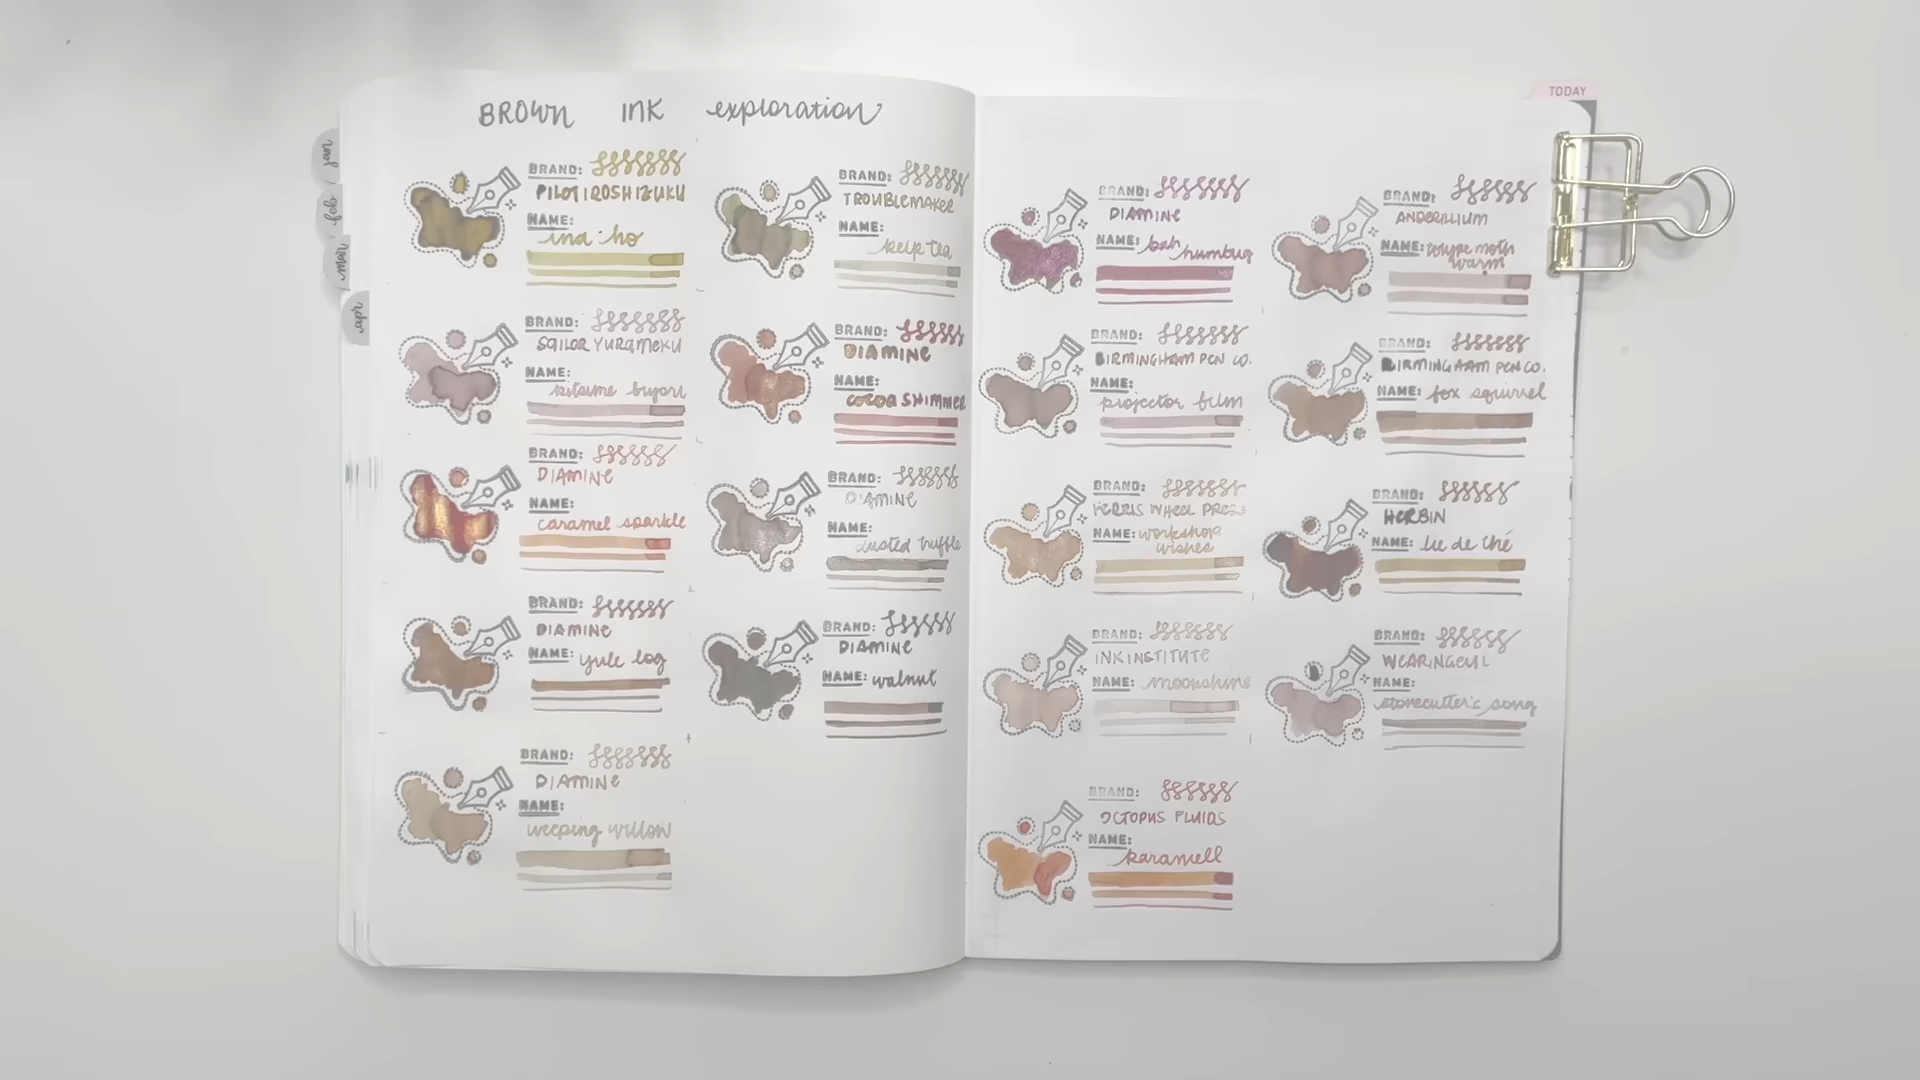 BROWN INK exploration
TODAY
jan
feb
mar
apr
BRAND:
PILOT IROSHIZUKU
NAME:
ina-ho
BRAND:
SAILOR YURAMEKU
NAME:
kitsume biyori
BRAND:
DIAMINE
NAME:
caramel sparkle
BRAND:
DIAMINE
NAME: yule log
BRAND:
DIAMINE
NAME:
weeping willow
BRAND:
TROUBLEMAKER
NAME:
kelp tea
BRAND:
DIAMINE
NAME:
cocoa SHIMMER
BRAND:
DIAMINE
NAME:
dusted truffle
BRAND:
DIAMINE
NAME: walnut
BRAND:
DIAMINE
NAME: bah
humbug
BRAND:
BIRMINGHAM PEN CO.
NAME:
projector film
BRAND:
FERRIS WHEEL PRESS
NAME: workshop
wishes
BRAND:
INKINSTITUTE
NAME: moonshine
BRAND:
OCTOPUS FLUIDS
NAME:
karamell
BRAND:
ANDERILLIUM
NAME: tolype moth
warm
BRAND:
BIRMINGHAM PEN CO.
NAME: fox squirrel
BRAND:
HERBIN
NAME: lie de thé
BRAND:
WEARINGEUL
NAME:
stonecutter's song